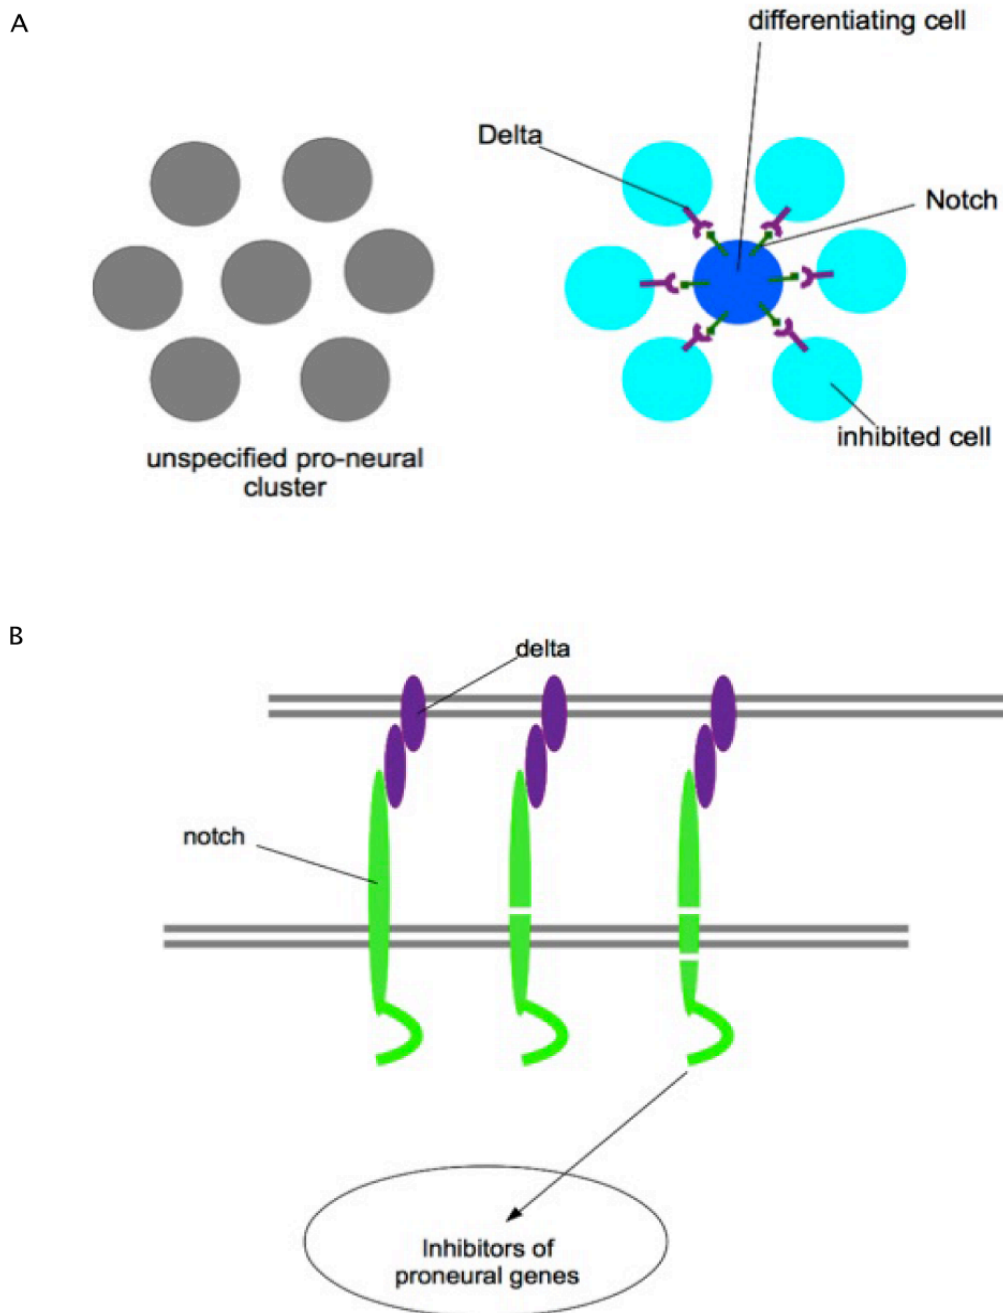 A
differentiating cell
Delta
Notch
inhibited cell
unspecified pro-neural
cluster
B
delta
notch
Inhibitors of
proneural genes